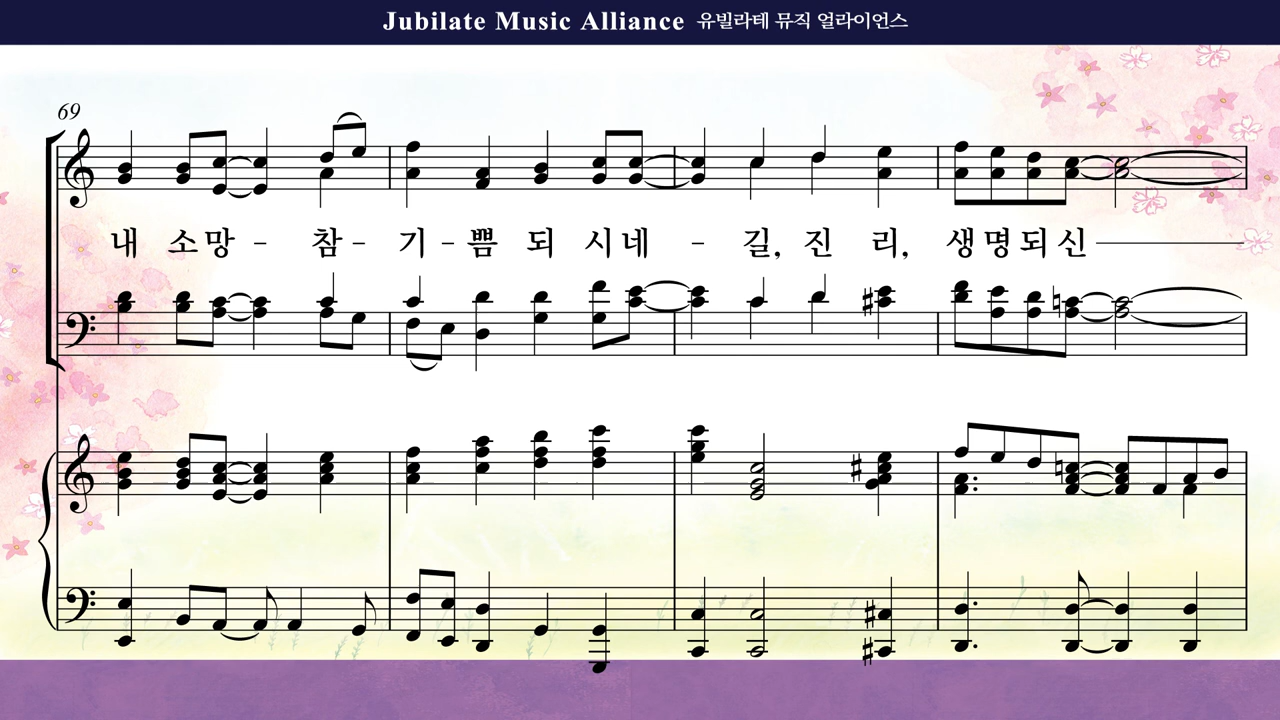 Jubilate Music Alliance 유빌라테 뮤직 얼라이언스
69
내 소망 - 참 - 기 - 쁨 되 시네 - 길, 진 리, 생명되신